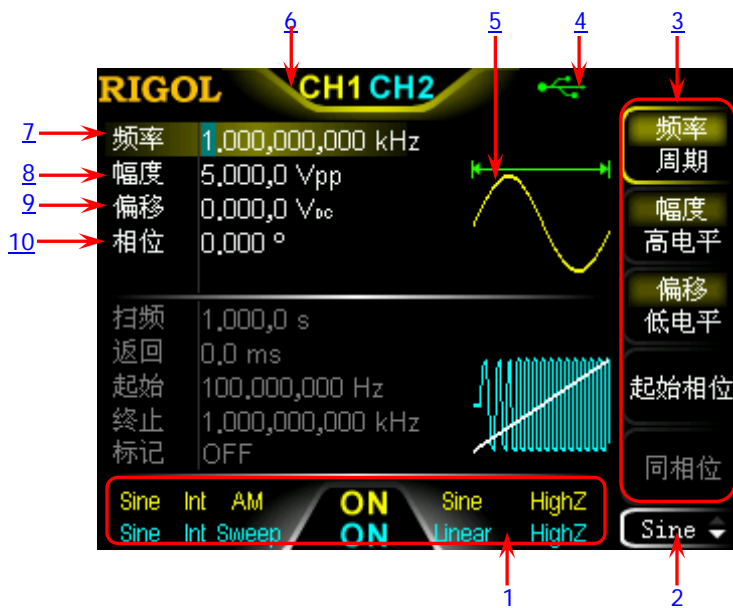 6 5 4 3
RIGOL CH1 CH2
7 频率 1.000,000,000 kHz
8 幅度 5.000,0 Vpp
9 偏移 0.000,0 VDC
10 相位 0.000 °
频率
周期
幅度
高电平
偏移
低电平
起始相位
同相位
扫频 1.000,0 s
返回 0.0 ms
起始 100.000,000 Hz
终止 1.000,000,000 kHz
标记 OFF
Sine Int AM ON Sine HighZ
Sine Int Sweep ON Linear HighZ
Sine
1 2